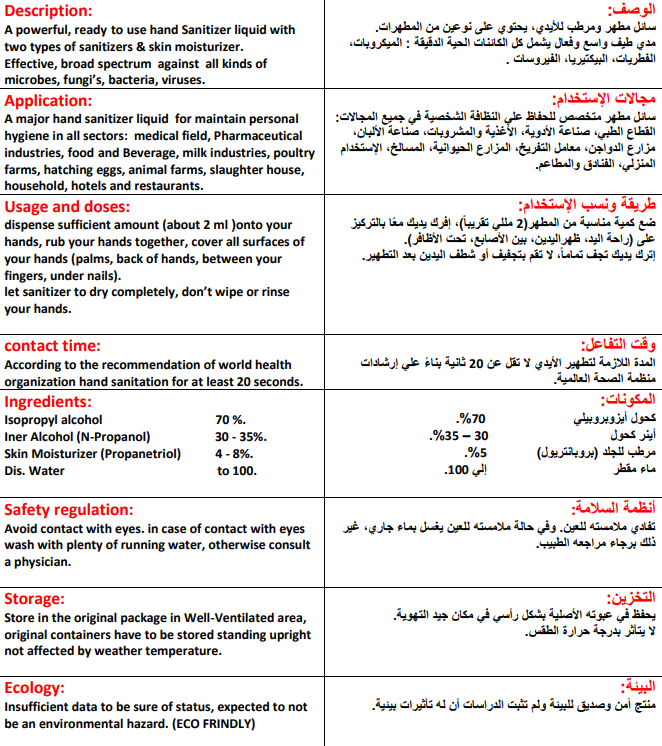 Description:
A powerful, ready to use hand Sanitizer liquid with
two types of sanitizers & skin moisturizer.
Effective, broad spectrum against all kinds of
microbes, fungi's, bacteria, viruses.
الوصف:
سائل مطهر ومرطب للأيدي، يحتوي على نوعين من المطهرات.
مدي طيف واسع وفعال يشمل كل الكائنات الحية الدقيقة : الميكروبات،
الفطريات، البيكتيريا، الفيروسات .
Application:
A major hand sanitizer liquid for maintain personal
hygiene in all sectors: medical field, Pharmaceutical
industries, food and Beverage, milk industries, poultry
farms, hatching eggs, animal farms, slaughter house,
household, hotels and restaurants.
مجالات الإستخدام:
سائل مطهر متخصص للحفاظ علي النظافة الشخصية في جميع المجالات:
القطاع الطبي، صناعة الأدوية، الأغذية والمشروبات، صناعة الألبان،
مزارع الدواجن، معامل التفريخ، المزارع الحيوانية، المسالخ، الإستخدام
المنزلي، الفنادق والمطاعم.
Usage and doses:
dispense sufficient amount (about 2 ml )onto your
hands, rub your hands together, cover all surfaces of
your hands (palms, back of hands, between your
fingers, under nails).
let sanitizer to dry completely, don't wipe or rinse
your hands.
طريقة ونسب الإستخدام:
ضع كمية مناسبة من المطهر(2 مللي تقريباً)، إفرك يديك معًا بالتركيز
على (راحة اليد، ظهراليدين، بين الأصابع، تحت الأظافر).
إترك يديك تجف تماماً، لا تقم بتجفيف أو شطف اليدين بعد التطهير.
contact time:
According to the recommendation of world health
organization hand sanitation for at least 20 seconds.
وقت التفاعل:
المدة اللازمة لتطهير الأيدي لا تقل عن 20 ثانية بناءً علي إرشادات
منظمة الصحة العالمية.
Ingredients:
Isopropyl alcohol 70 %.
Iner Alcohol (N-Propanol) 30 - 35%.
Skin Moisturizer (Propanetriol) 4 - 8%.
Dis. Water to 100.
المكونات:
كحول أيزوبروبيلي 70%.
أينر كحول 30 – 35%.
مرطب للجلد (بروبانتريول) 5%.
ماء مقطر إلي 100.
Safety regulation:
Avoid contact with eyes. in case of contact with eyes
wash with plenty of running water, otherwise consult
a physician.
أنظمة السلامة:
تفادي ملامسته للعين. وفي حالة ملامسته للعين يغسل بماء جاري، غير
ذلك برجاء مراجعه الطبيب.
Storage:
Store in the original package in Well-Ventilated area,
original containers have to be stored standing upright
not affected by weather temperature.
التخزين:
يحفظ في عبوته الأصلية بشكل رأسي في مكان جيد التهوية.
لا يتأثر بدرجة حرارة الطقس.
Ecology:
Insufficient data to be sure of status, expected to not
be an environmental hazard. (ECO FRINDLY)
البيئة:
منتج أمن وصديق للبيئة ولم تثبت الدراسات أن له تأثيرات بيئية.